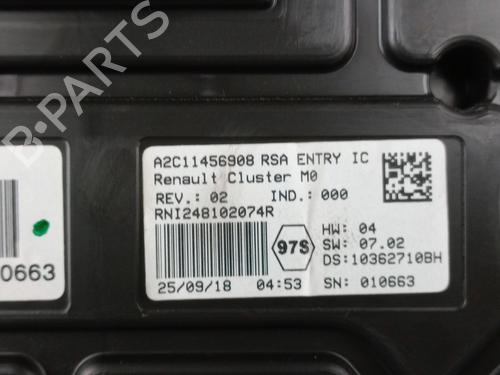 A2C11456908 RSA ENTRY IC
Renault Cluster M0
REV.: 02 IND.: 000
RNI248102074R
97S
HW: 04
SW: 07.02
DS:10362710BH
25/09/18 04:53 SN: 010663
0663
B PARTS